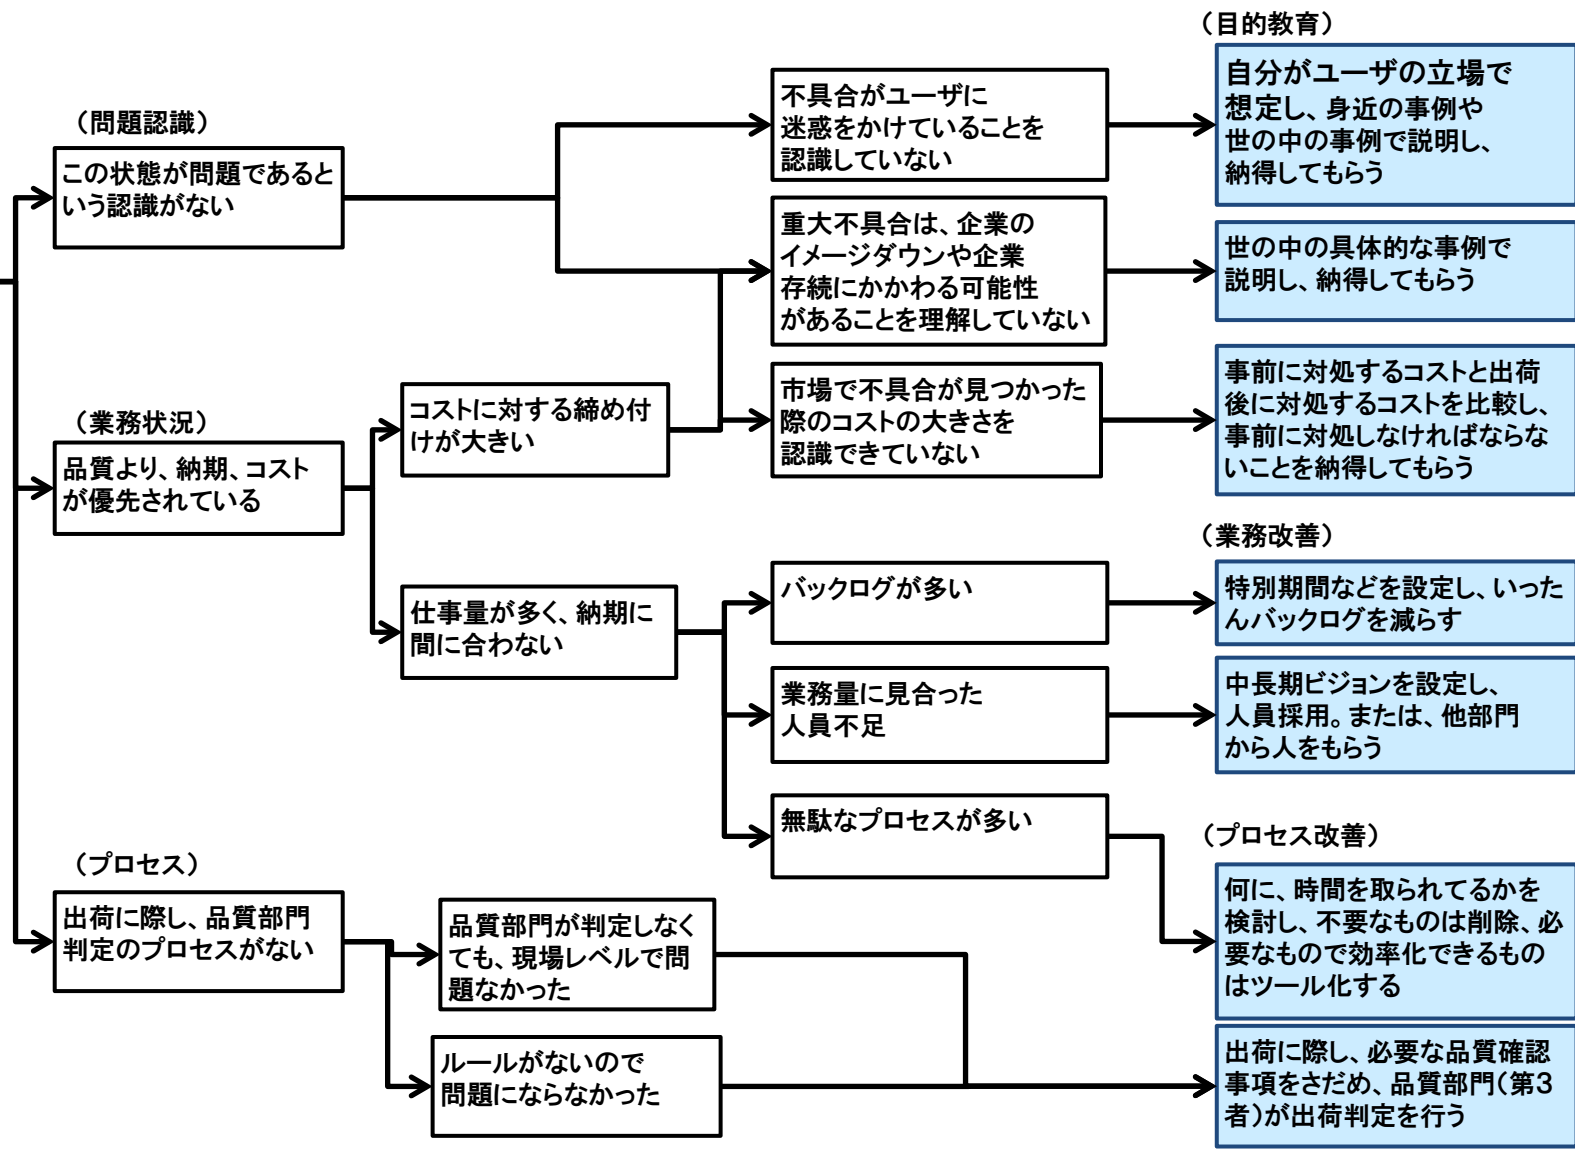 （問題認識）
この状態が問題であると
いう認識がない
（業務状況）
品質より、納期、コスト
が優先されている
（プロセス）
出荷に際し、品質部門
判定のプロセスがない
コストに対する締め付
けが大きい
仕事量が多く、納期に
間に合わない
品質部門が判定しなく
ても、現場レベルで問
題なかった
ルールがないので
問題にならなかった
不具合がユーザに
迷惑をかけていることを
認識していない
重大不具合は、企業の
イメージダウンや企業
存続にかかわる可能性
があることを理解していない
市場で不具合が見つかった
際のコストの大きさを
認識できていない
バックログが多い
業務量に見合った
人員不足
無駄なプロセスが多い
（目的教育）
自分がユーザの立場で
想定し、身近の事例や
世の中の事例で説明し、
納得してもらう
世の中の具体的な事例で
説明し、納得してもらう
事前に対処するコストと出荷
後に対処するコストを比較し、
事前に対処しなければならな
いことを納得してもらう
（業務改善）
特別期間などを設定し、いった
んバックログを減らす
中長期ビジョンを設定し、
人員採用。または、他部門
から人をもらう
（プロセス改善）
何に、時間を取られてるかを
検討し、不要なものは削除、必
要なもので効率化できるもの
はツール化する
出荷に際し、必要な品質確認
事項をさだめ、品質部門（第３
者）が出荷判定を行う